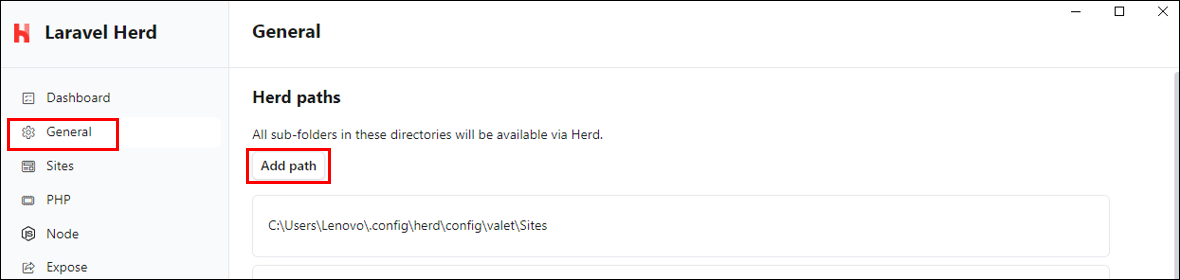 Laravel Herd
General
Dashboard
General
Sites
PHP
Node
Expose
Herd paths
All sub-folders in these directories will be available via Herd.
Add path
C:\Users\Lenovo\.config\herd\config\valet\Sites